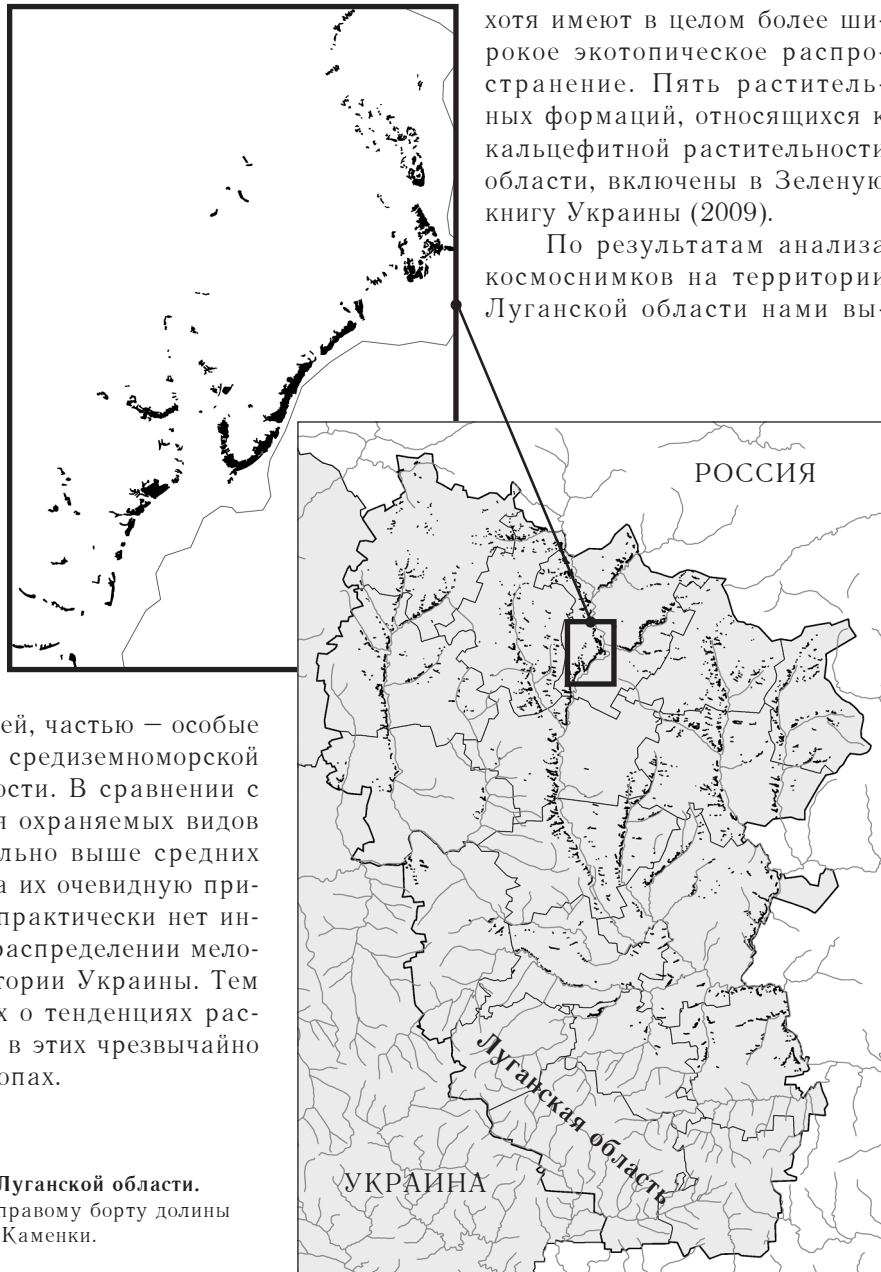 хотя имеют в целом более ши-
рокое экотопическое распро-
странение. Пять раститель-
ных формаций, относящихся к
кальцефитной растительности
области, включены в Зеленую
книгу Украины (2009).
По результатам анализа
космоснимков на территории
Луганской области нами вы-
РОССИЯ
ей, частью – особые
средиземноморской
ости. В сравнении с
я охраняемых видов
льно выше средних
а их очевидную при-
практически нет ин-
распределении мело-
тории Украины. Тем
х о тенденциях рас-
в этих чрезвычайно
опах.
Луганская область
УКРАИНА
Луганской области.
правому борту долины
Каменки.